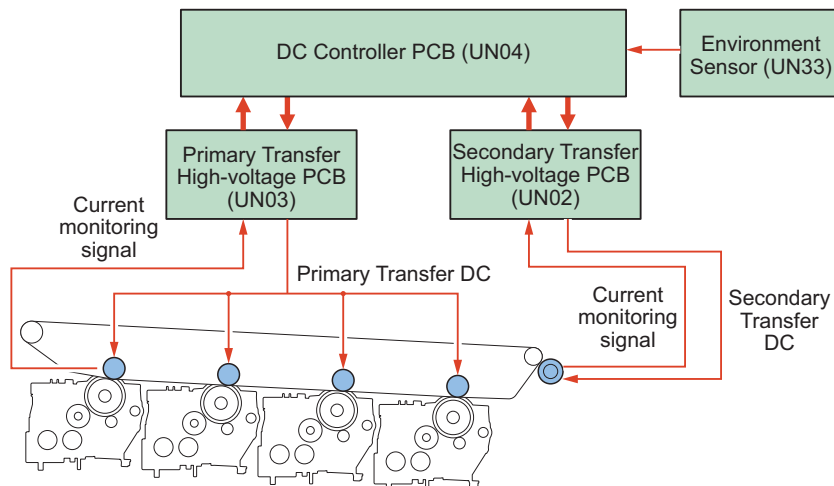 DC Controller PCB (UN04)
Environment
Sensor (UN33)
Primary Transfer
High-voltage PCB
(UN03)
Secondary Transfer
High-voltage PCB
(UN02)
Current
monitoring
signal
Primary Transfer DC
Current
monitoring
signal
Secondary
Transfer
DC